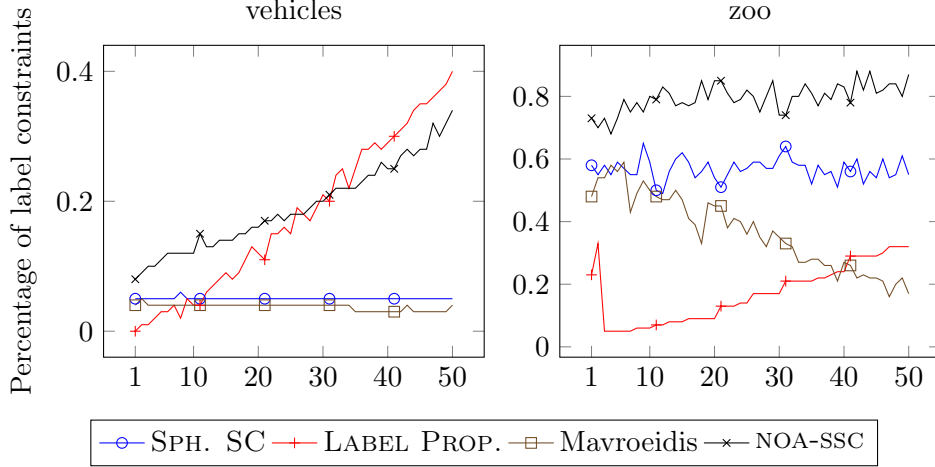 vehicles
zoo
Percentage of label constraints
0.4
0.2
0
1 10 20 30 40 50
0.8
0.6
0.4
0.2
0
1 10 20 30 40 50
SPH. SC LABEL PROP. Mavroeidis NOA-SSC